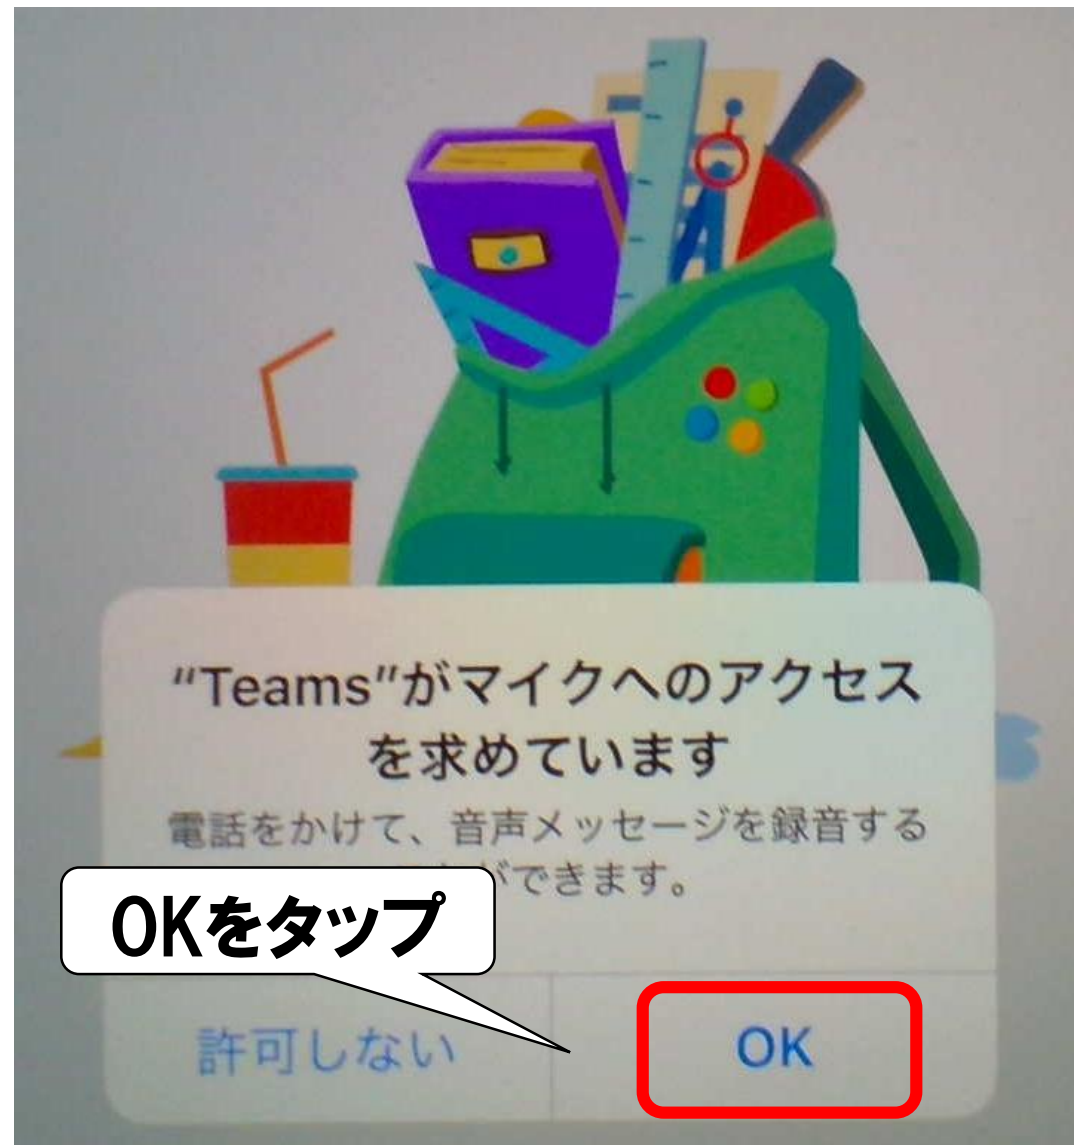 “Teams”がマイクへのアクセス
を求めています
電話をかけて、音声メッセージを録音する
ができます。
OKをタップ
許可しない
OK